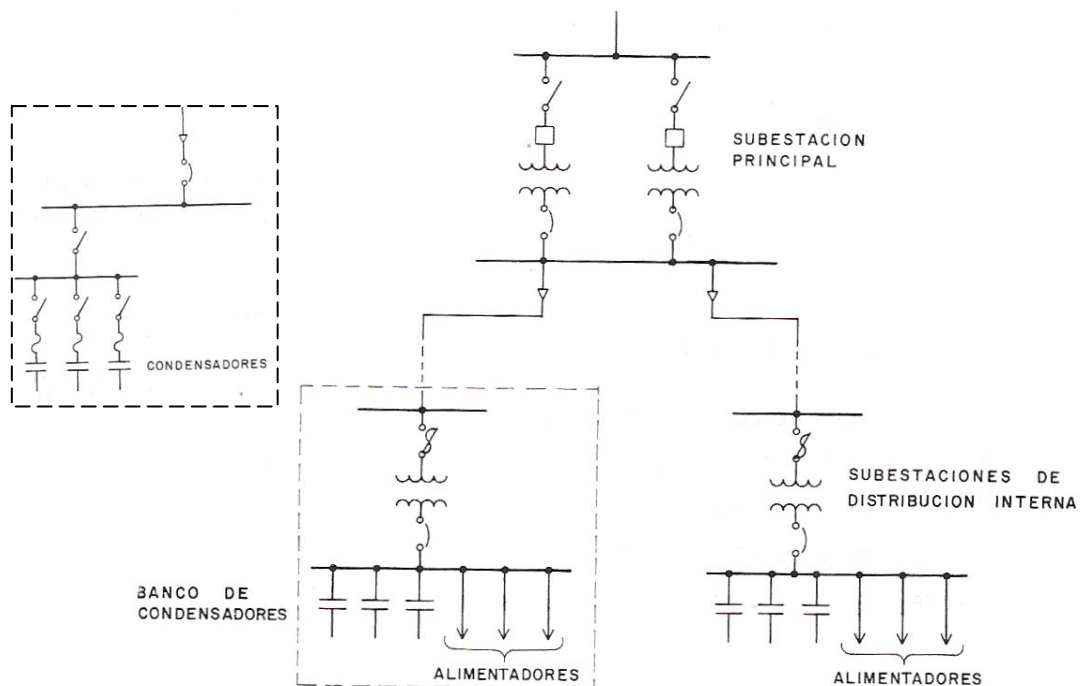 SUBESTACION
PRINCIPAL
CONDENSADORES
SUBESTACIONES DE
DISTRIBUCION INTERNA
BANCO DE
CONDENSADORES
ALIMENTADORES
ALIMENTADORES